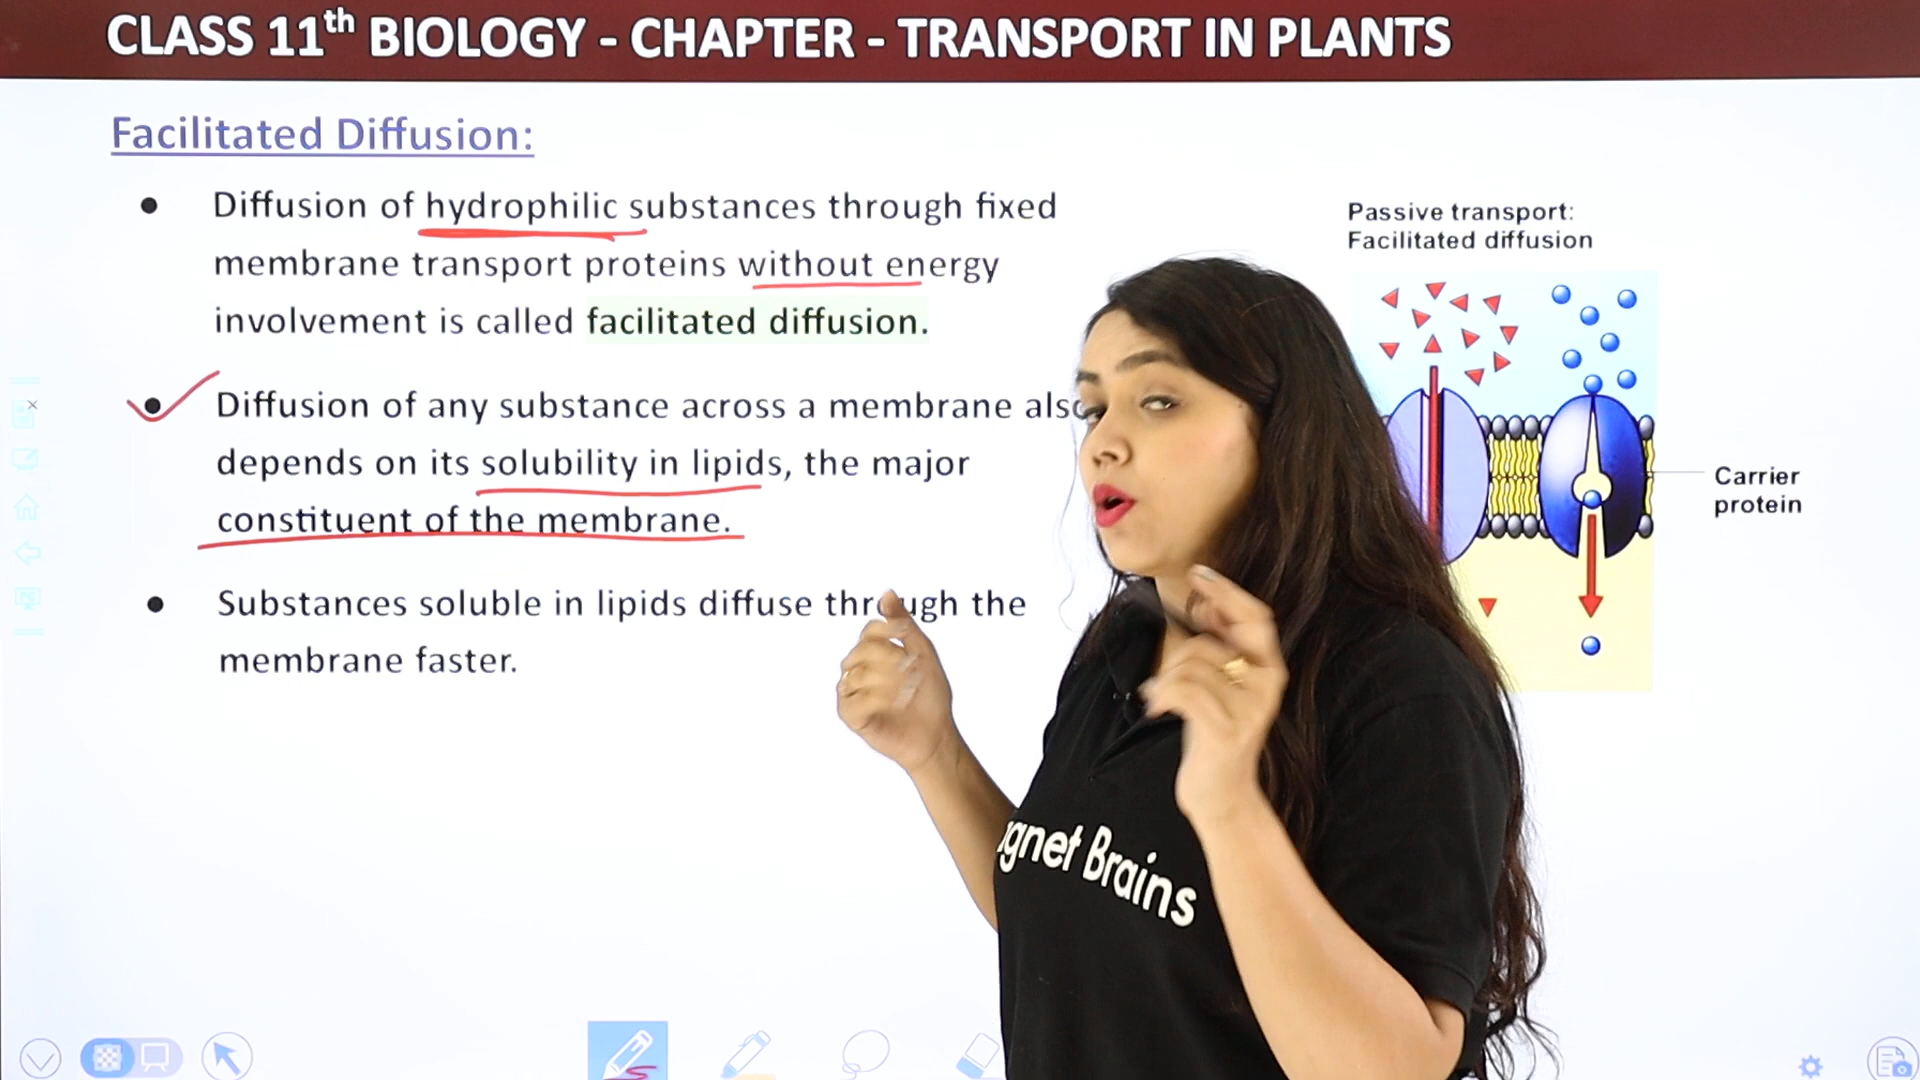 CLASS 11th BIOLOGY - CHAPTER - TRANSPORT IN PLANTS
Facilitated Diffusion:
• Diffusion of hydrophilic substances through fixed
membrane transport proteins without energy
involvement is called facilitated diffusion.
• Diffusion of any substance across a membrane also
depends on its solubility in lipids, the major
constituent of the membrane.
• Substances soluble in lipids diffuse through the
membrane faster.
Passive transport:
Facilitated diffusion
Carrier
protein
gnet Brains